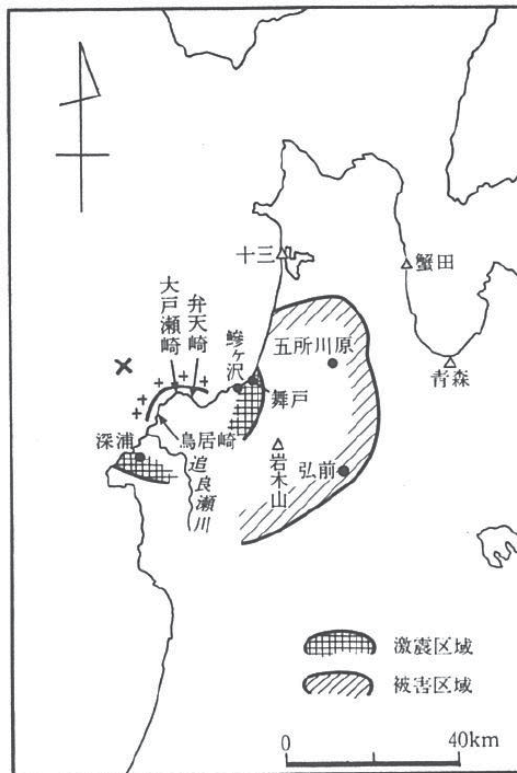 十三
蟹田
大戸瀬崎
弁天崎
鰺ヶ沢
五所川原
青森
舞戸
鳥居崎
深浦
追良瀬川
岩木山
弘前
激震区域
被害区域
0
40km